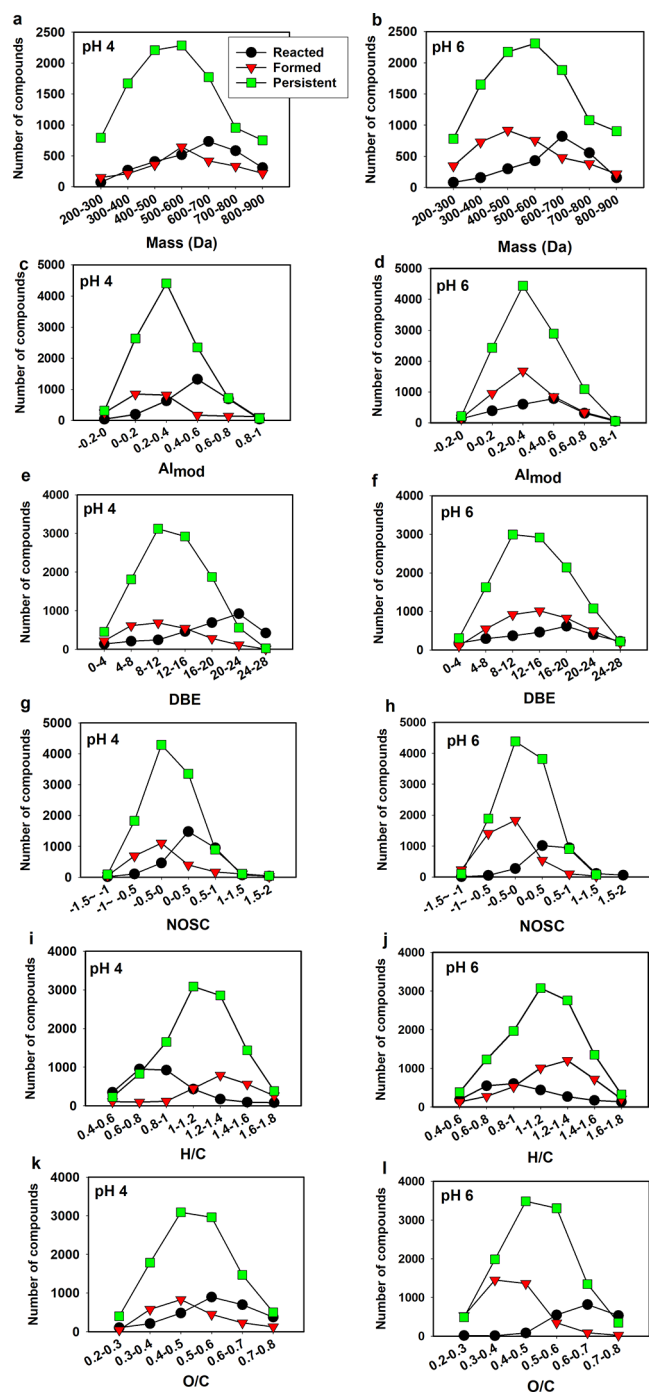 a
pH 4
Reacted
Formed
Persistent
Number of compounds
2500
2000
1500
1000
500
0
200-300
300-400
400-500
500-600
600-700
700-800
800-900
Mass (Da)
b
pH 6
Number of compounds
2500
2000
1500
1000
500
0
200-300
300-400
400-500
500-600
600-700
700-800
800-900
Mass (Da)
c
pH 4
Number of compounds
5000
4000
3000
2000
1000
0
-0.2-0
0-0.2
0.2-0.4
0.4-0.6
0.6-0.8
0.8-1
AImod
d
pH 6
Number of compounds
5000
4000
3000
2000
1000
0
-0.2-0
0-0.2
0.2-0.4
0.4-0.6
0.6-0.8
0.8-1
AImod
e
pH 4
Number of compounds
4000
3000
2000
1000
0
0-4
4-8
8-12
12-16
16-20
20-24
24-28
DBE
f
pH 6
Number of compounds
4000
3000
2000
1000
0
0-4
4-8
8-12
12-16
16-20
20-24
24-28
DBE
g
pH 4
Number of compounds
5000
4000
3000
2000
1000
0
-1.5~ -1
-1~ -0.5
-0.5-0
0-0.5
0.5-1
1-1.5
1.5-2
NOSC
h
pH 6
Number of compounds
5000
4000
3000
2000
1000
0
-1.5~ -1
-1~ -0.5
-0.5-0
0-0.5
0.5-1
1-1.5
1.5-2
NOSC
i
pH 4
Number of compounds
4000
3000
2000
1000
0
0.4-0.6
0.6-0.8
0.8-1
1-12
1.2-1.4
1.4-1.6
1.6-1.8
H/C
j
pH 6
Number of compounds
4000
3000
2000
1000
0
0.4-0.6
0.6-0.8
0.8-1
1-12
1.2-1.4
1.4-1.6
1.6-1.8
H/C
k
pH 4
Number of compounds
4000
3000
2000
1000
0
0.2-0.3
0.3-0.4
0.4-0.5
0.5-0.6
0.6-0.7
0.7-0.8
O/C
l
pH 6
Number of compounds
4000
3000
2000
1000
0
0.2-0.3
0.3-0.4
0.4-0.5
0.5-0.6
0.6-0.7
0.7-0.8
O/C